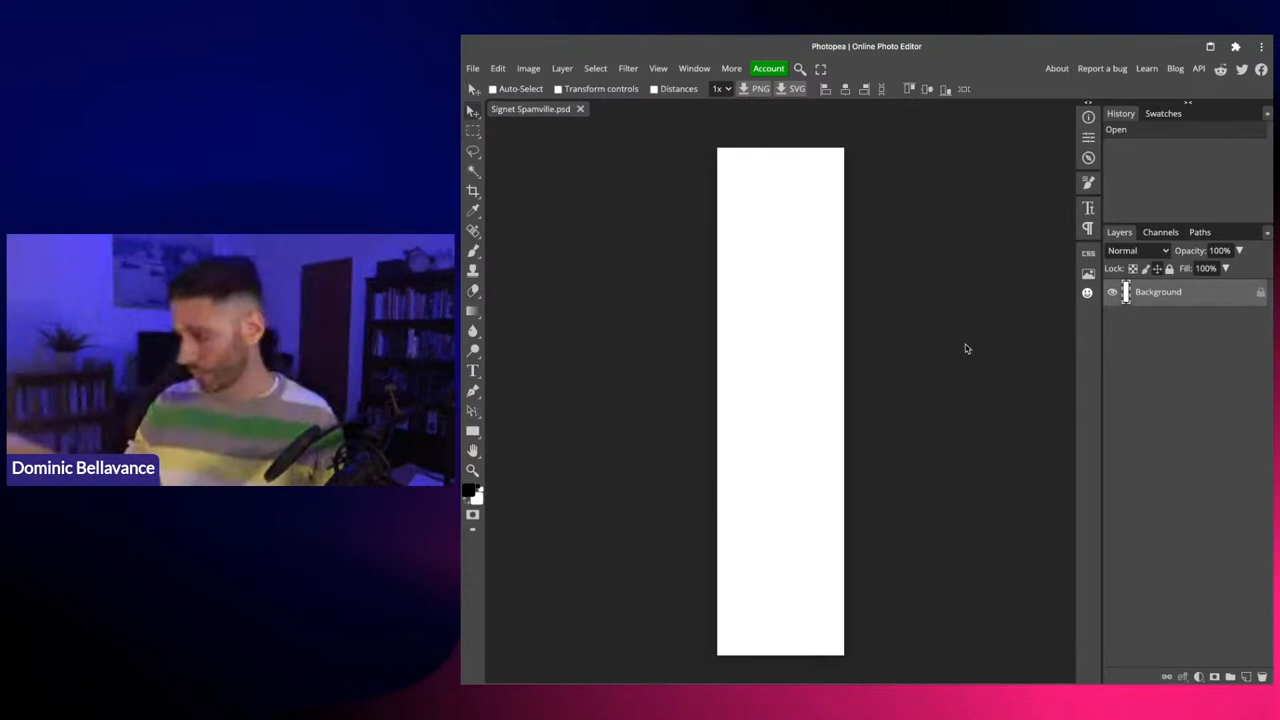 Photopea | Online Photo Editor
File Edit Image Layer Select Filter View Window More Account
About Report a bug Learn Blog API
Auto-Select Transform controls Distances 1x PNG SVG
Signet Spamville.psd
History Swatches
Open
Layers Channels Paths
Normal Opacity: 100%
Lock: Fill: 100%
Background
CSS
Dominic Bellavance
eff